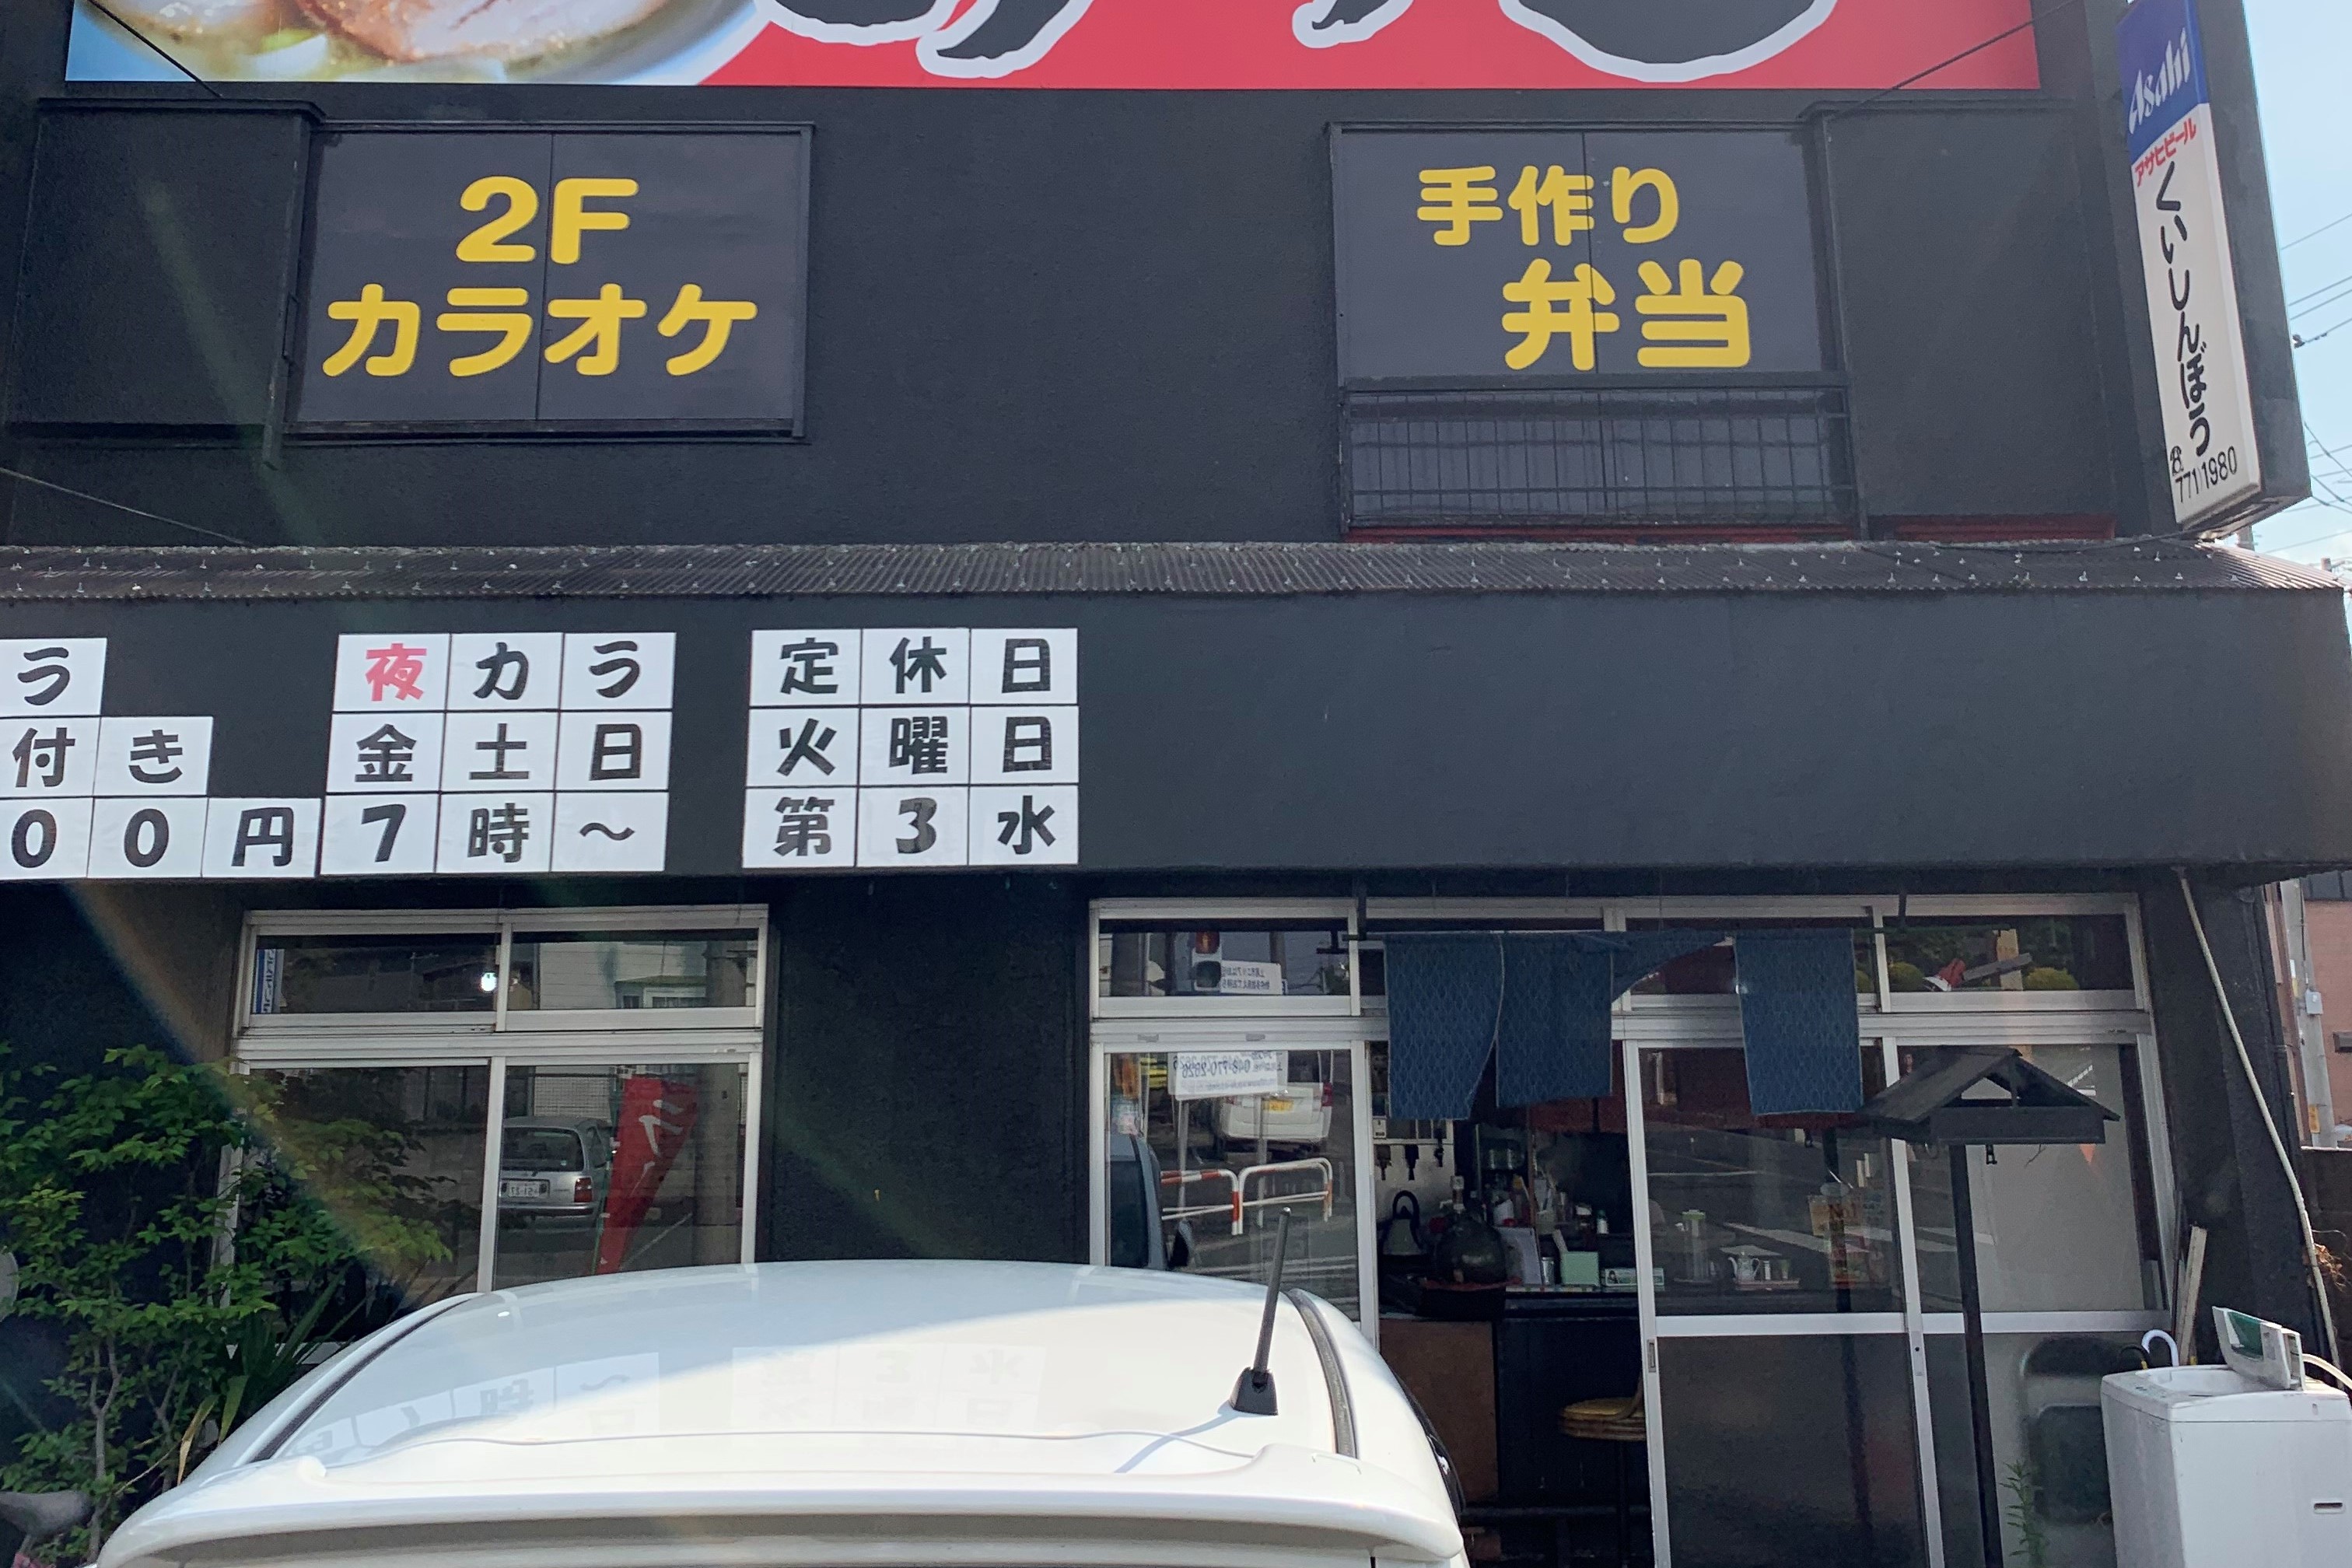 2F
カラオケ
手作り
弁当
Asahi
アサヒビール
くいしんぼう
771 1980
ラ
付き
00円
夜カラ
金土日
7時～
定休日
火曜日
第3水